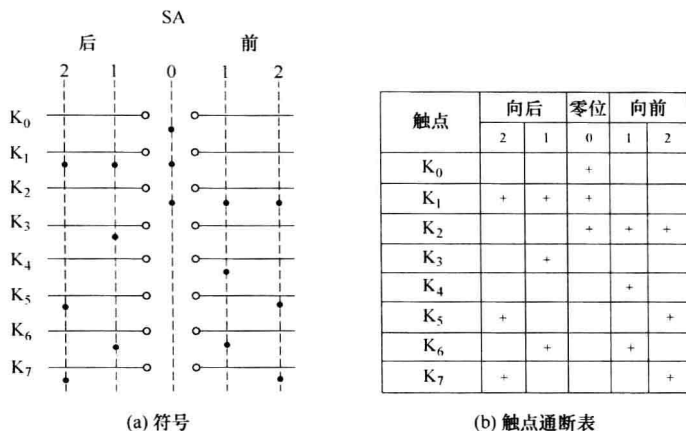 SA
后 前
2 1 0 1 2
K₀
K₁
K₂
K₃
K₄
K₅
K₆
K₇
(a) 符号
触点 向后 零位 向前
2 1 0 1 2
K₀ +
K₁ + + +
K₂ + + +
K₃ +
K₄ +
K₅ + +
K₆ + +
K₇ + +
(b) 触点通断表